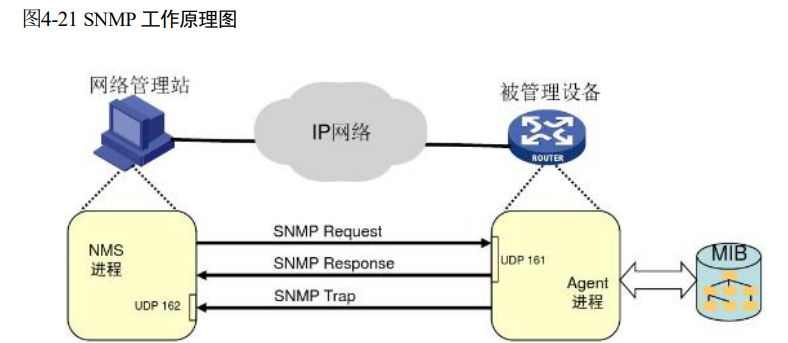 图4-21 SNMP 工作原理图
网络管理站
被管理设备
IP网络
ROUTER
SNMP Request
NMS
进程
UDP 161
MIB
SNMP Response
Agent
进程
SNMP Trap
UDP 162